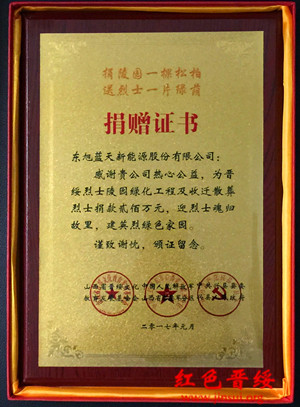 捐陵园一棵松柏
送烈士一片绿荫
捐赠证书
东旭蓝天新能源股份有限公司：
感谢贵公司热心公益，为晋
绥烈士陵园绿化工程及收迁散葬
烈士捐款贰佰万元，迎烈士魂归
故里，建英烈绿色家园。
谨致谢忱，颁证留念。
二〇一七年元月
红色晋绥